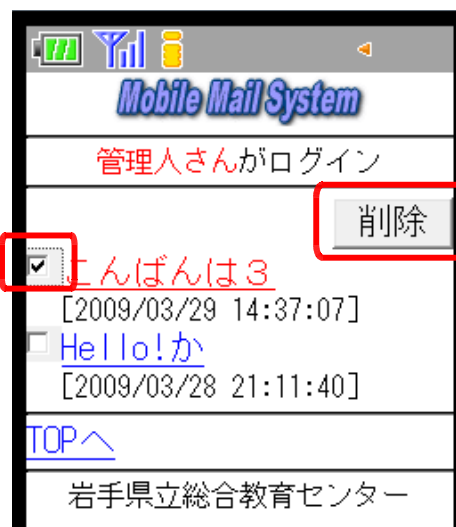 Mobile Mail System
管理人さんがログイン
削除
こんばんは３
[2009/03/29 14:37:07]
Hello!か
[2009/03/28 21:11:40]
TOPへ
岩手県立総合教育センター